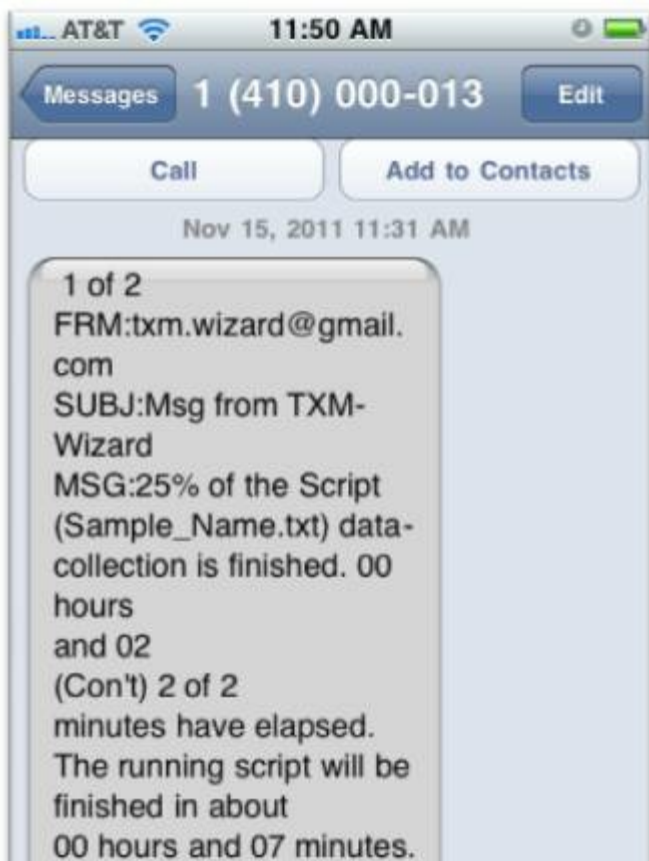 AT&T 11:50 AM
Messages 1 (410) 000-013 Edit
Call Add to Contacts
Nov 15, 2011 11:31 AM
1 of 2
FRM:txm.wizard@gmail.
com
SUBJ:Msg from TXM-
Wizard
MSG:25% of the Script
(Sample_Name.txt) data-
collection is finished. 00
hours
and 02
(Con't) 2 of 2
minutes have elapsed.
The running script will be
finished in about
00 hours and 07 minutes.